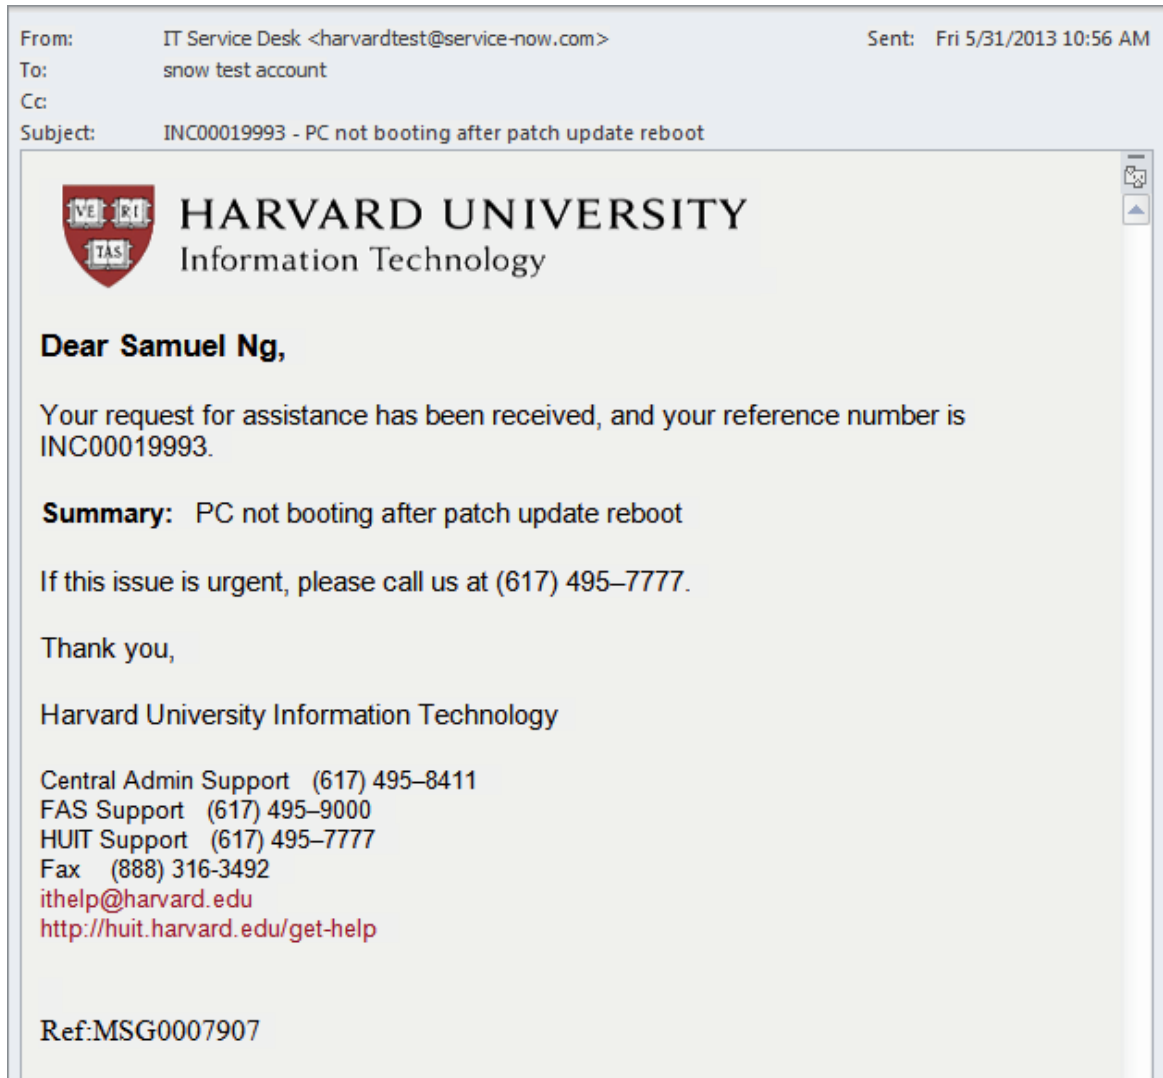 From: IT Service Desk <harvardtest@service-now.com> Sent: Fri 5/31/2013 10:56 AM
To: snow test account
Cc:
Subject: INC00019993 - PC not booting after patch update reboot
VE RI
TAS
HARVARD UNIVERSITY
Information Technology
Dear Samuel Ng,
Your request for assistance has been received, and your reference number is
INC00019993.
Summary: PC not booting after patch update reboot
If this issue is urgent, please call us at (617) 495–7777.
Thank you,
Harvard University Information Technology
Central Admin Support (617) 495–8411
FAS Support (617) 495–9000
HUIT Support (617) 495–7777
Fax (888) 316-3492
ithelp@harvard.edu
http://huit.harvard.edu/get-help
Ref:MSG0007907